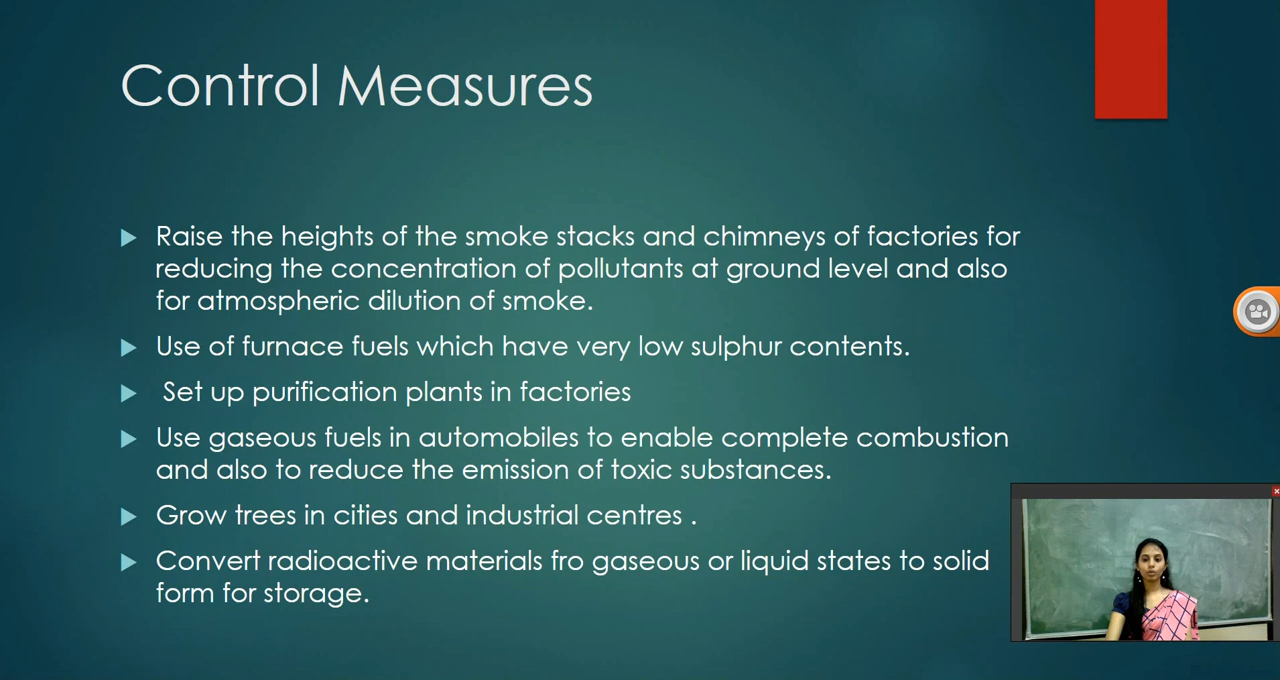 Control Measures
Raise the heights of the smoke stacks and chimneys of factories for
reducing the concentration of pollutants at ground level and also
for atmospheric dilution of smoke.
Use of furnace fuels which have very low sulphur contents.
Set up purification plants in factories
Use gaseous fuels in automobiles to enable complete combustion
and also to reduce the emission of toxic substances.
Grow trees in cities and industrial centres .
Convert radioactive materials fro gaseous or liquid states to solid
form for storage.